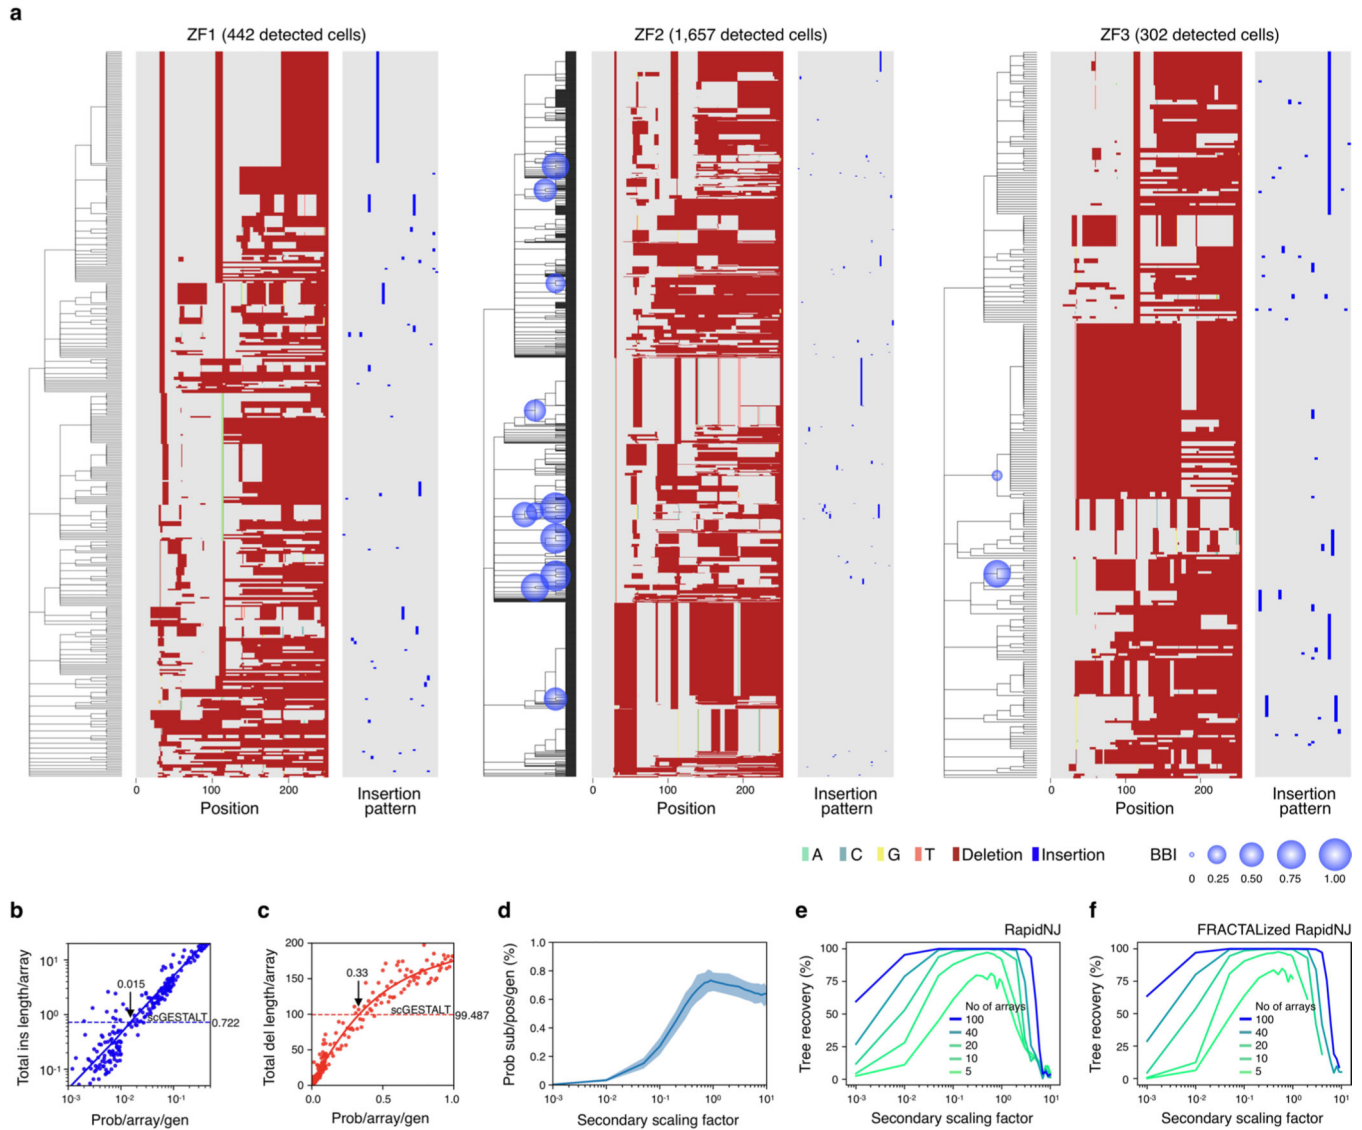 a
ZF1 (442 detected cells)
ZF2 (1,657 detected cells)
ZF3 (302 detected cells)
0 100 200
Position
Insertion
pattern
0 100 200
Position
Insertion
pattern
0 100 200
Position
Insertion
pattern
A C G T Deletion Insertion
BBI
0 0.25 0.50 0.75 1.00
b
Total ins length/array
10¹
10⁰
10⁻¹
0.015
scGESTALT
0.722
10⁻³ 10⁻² 10⁻¹
Prob/array/gen
c
Total del length/array
200
150
100
50
0
0.33
scGESTALT
99.487
0.0 0.5 1.0
Prob/array/gen
d
Prob sub/pos/gen (%)
1.0
0.8
0.6
0.4
0.2
0
10⁻³ 10⁻² 10⁻¹ 10⁰ 10¹
Secondary scaling factor
e
RapidNJ
Tree recovery (%)
100
75
50
25
0
No of arrays
100
40
20
10
5
10⁻³ 10⁻² 10⁻¹ 10⁰ 10¹
Secondary scaling factor
f
FRACTALized RapidNJ
Tree recovery (%)
100
75
50
25
0
No of arrays
100
40
20
10
5
10⁻³ 10⁻² 10⁻¹ 10⁰ 10¹
Secondary scaling factor